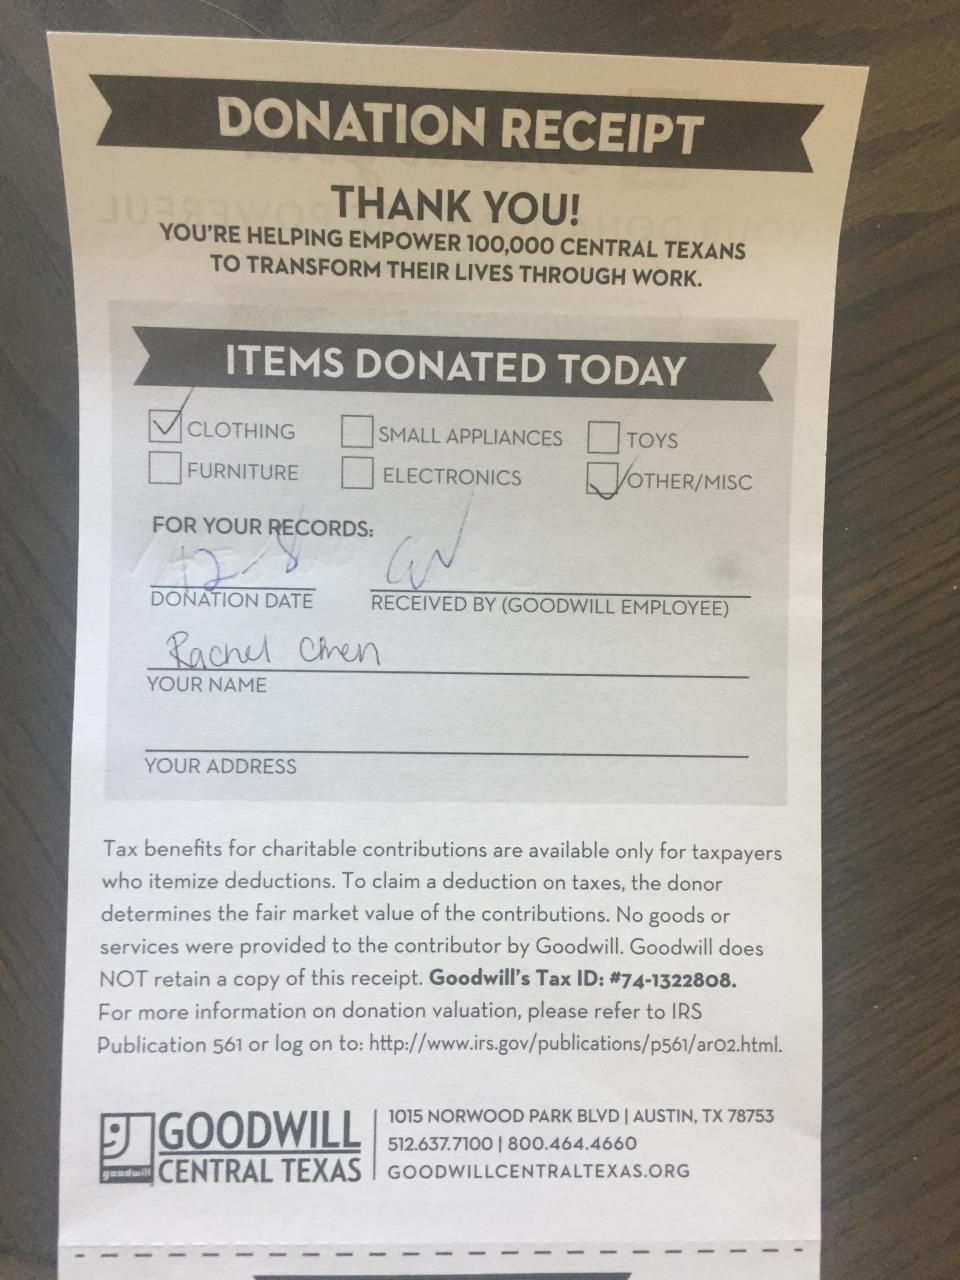 DONATION RECEIPT
THANK YOU!
YOU'RE HELPING EMPOWER 100,000 CENTRAL TEXANS
TO TRANSFORM THEIR LIVES THROUGH WORK.
ITEMS DONATED TODAY
CLOTHING SMALL APPLIANCES TOYS
FURNITURE ELECTRONICS OTHER/MISC
FOR YOUR RECORDS:
12-8
DONATION DATE RECEIVED BY (GOODWILL EMPLOYEE)
Rachel Chen
YOUR NAME
YOUR ADDRESS
Tax benefits for charitable contributions are available only for taxpayers
who itemize deductions. To claim a deduction on taxes, the donor
determines the fair market value of the contributions. No goods or
services were provided to the contributor by Goodwill. Goodwill does
NOT retain a copy of this receipt. Goodwill's Tax ID: #74-1322808.
For more information on donation valuation, please refer to IRS
Publication 561 or log on to: http://www.irs.gov/publications/p561/ar02.html.
goodwill
GOODWILL
CENTRAL TEXAS
1015 NORWOOD PARK BLVD | AUSTIN, TX 78753
512.637.7100 | 800.464.4660
GOODWILLCENTRALTEXAS.ORG